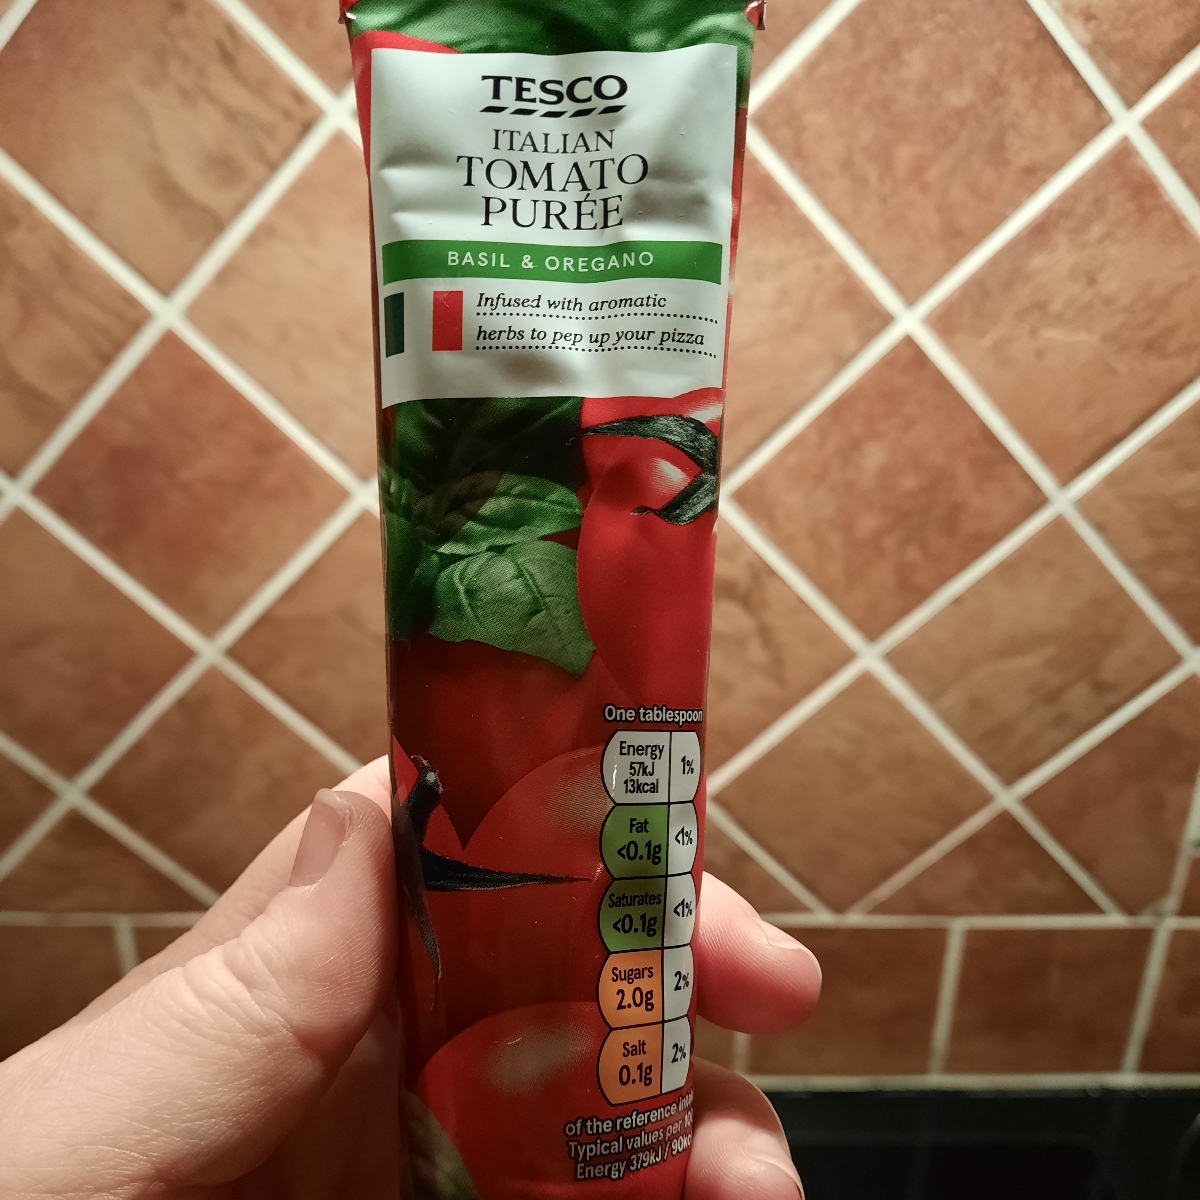 TESCO
ITALIAN
TOMATO
PURÉE
BASIL & OREGANO
Infused with aromatic
herbs to pep up your pizza
One tablespoon
Energy
57kJ
13kcal
1%
Fat
<0.1g
<1%
Saturates
<0.1g
<1%
Sugars
2.0g
2%
Salt
0.1g
2%
of the reference
Typical values per
Energy 379kJ /